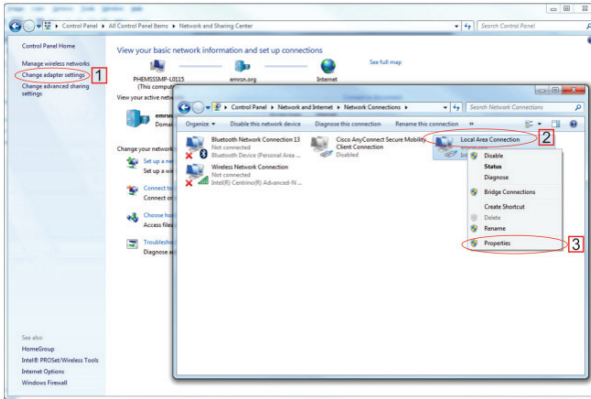 Control Panel ▸ All Control Panel Items ▸ Network and Sharing Center
Search Control Panel
Control Panel Home
Manage wireless networks
Change adapter settings
1
Change advanced sharing
settings
View your basic network information and set up connections
See full map
(This comput
emrsn.org
Internet
View your active netw
Domai
Change your network
Set up a ne
Set up a wir
Connect to
Connect or
Choose ho
Access files
Troublesho
Diagnose a
See also
HomeGroup
Intel® PROSet/Wireless Tools
Internet Options
Windows Firewall
Control Panel ▸ Network and Internet ▸ Network Connections ▸
Search Network Connections
Organize
Disable this network device
Diagnose this connection
Rename this connection
»
Bluetooth Network Connection 13
Not connected
Bluetooth Device (Personal Area ...
Cisco AnyConnect Secure Mobility
Client Connection
Disabled
Local Area Connection
2
Wireless Network Connection
Not connected
Intel(R) Centrino(R) Advanced-N ...
Disable
Status
Diagnose
Bridge Connections
Create Shortcut
Delete
Rename
Properties
3